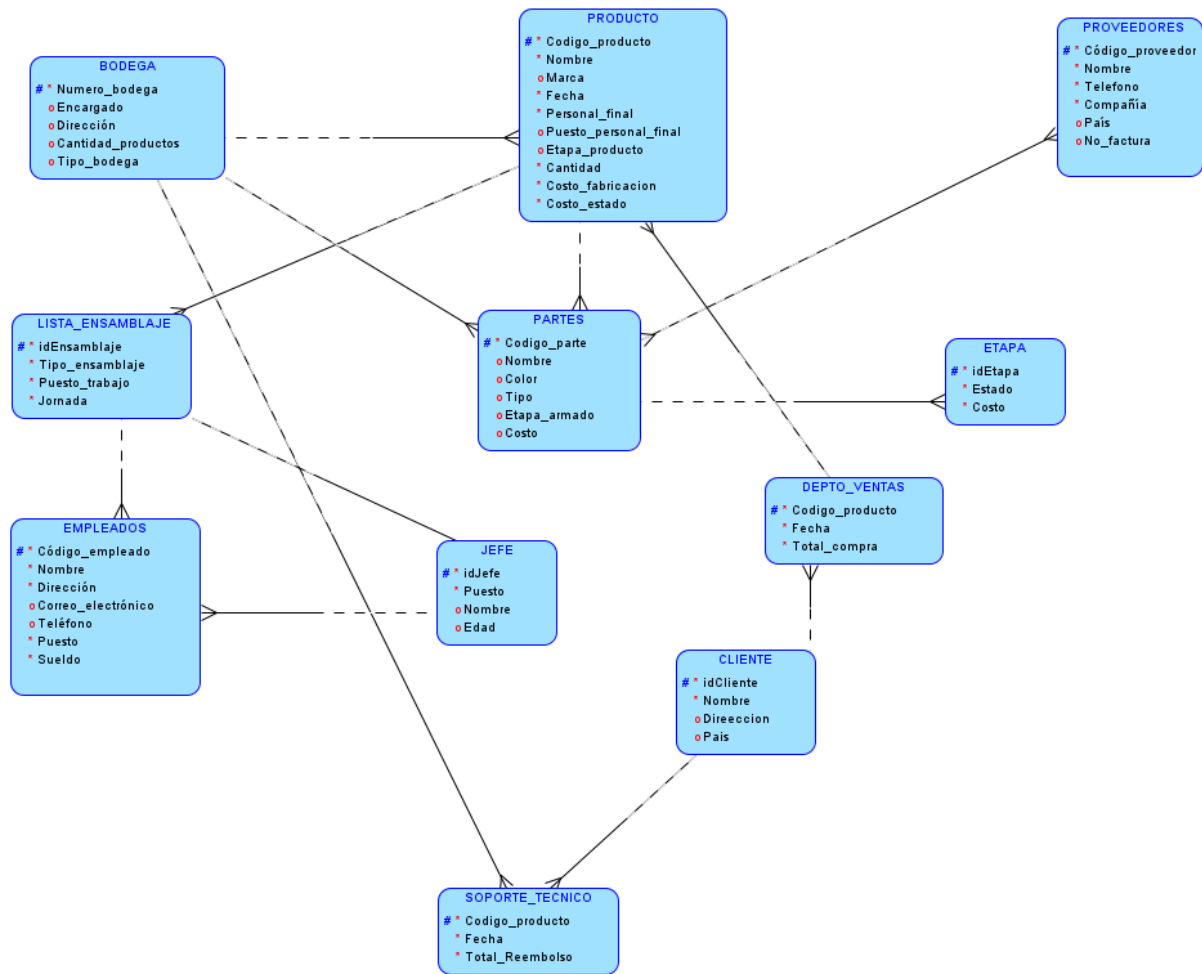 PRODUCTO
# * Codigo_producto
* Nombre
o Marca
* Fecha
* Personal_final
o Puesto_personal_final
o Etapa_producto
* Cantidad
* Costo_fabricacion
* Costo_estado
PROVEEDORES
# * Código_proveedor
* Nombre
* Telefono
* Compañía
o País
o No_factura
BODEGA
# * Numero_bodega
o Encargado
o Dirección
o Cantidad_productos
o Tipo_bodega
LISTA_ENSAMBLAJE
# * idEnsamblaje
* Tipo_ensamblaje
* Puesto_trabajo
* Jornada
PARTES
# * Codigo_parte
o Nombre
o Color
o Tipo
o Etapa_armado
o Costo
ETAPA
# * idEtapa
* Estado
* Costo
DEPTO_VENTAS
# * Codigo_producto
* Fecha
* Total_compra
EMPLEADOS
# * Código_empleado
* Nombre
* Dirección
o Correo_electrónico
o Teléfono
* Puesto
* Sueldo
JEFE
# * idJefe
* Puesto
o Nombre
o Edad
CLIENTE
# * idCliente
* Nombre
o Direeccion
o Pais
SOPORTE_TECNICO
# * Codigo_producto
* Fecha
* Total_Reembolso